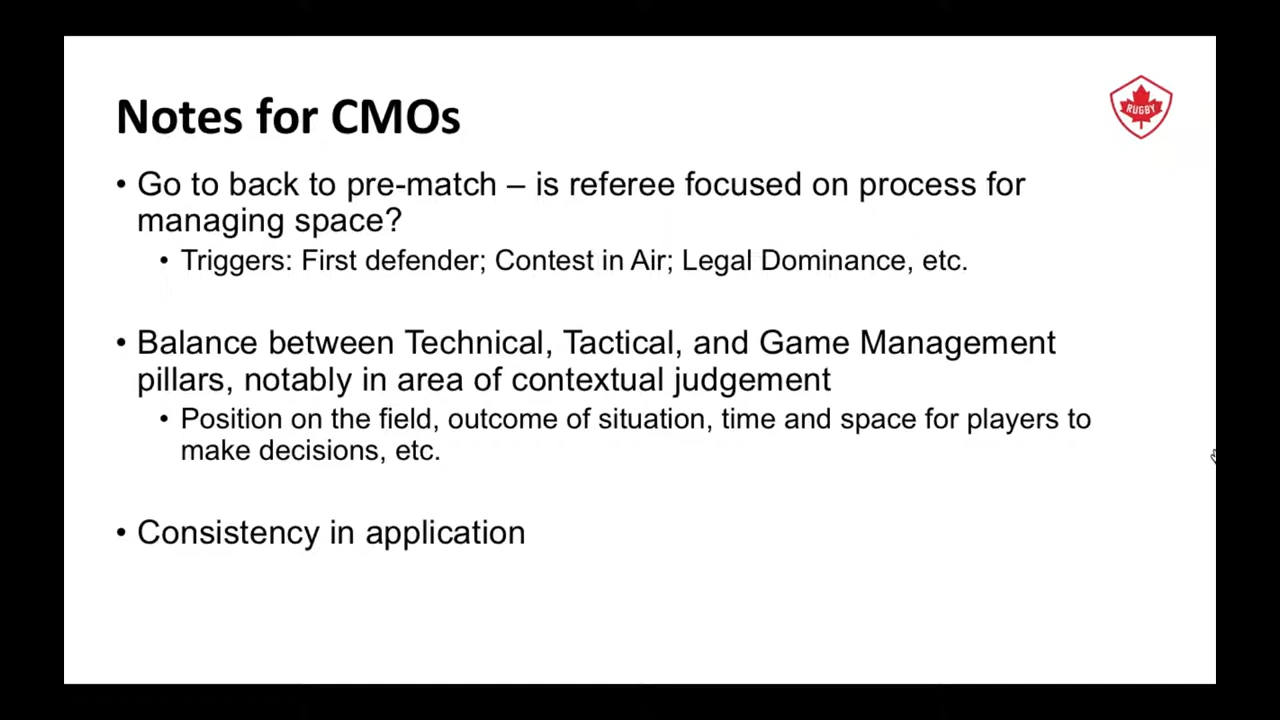 Notes for CMOs
RUGBY
• Go to back to pre-match – is referee focused on process for
managing space?
• Triggers: First defender; Contest in Air; Legal Dominance, etc.
• Balance between Technical, Tactical, and Game Management
pillars, notably in area of contextual judgement
• Position on the field, outcome of situation, time and space for players to
make decisions, etc.
• Consistency in application